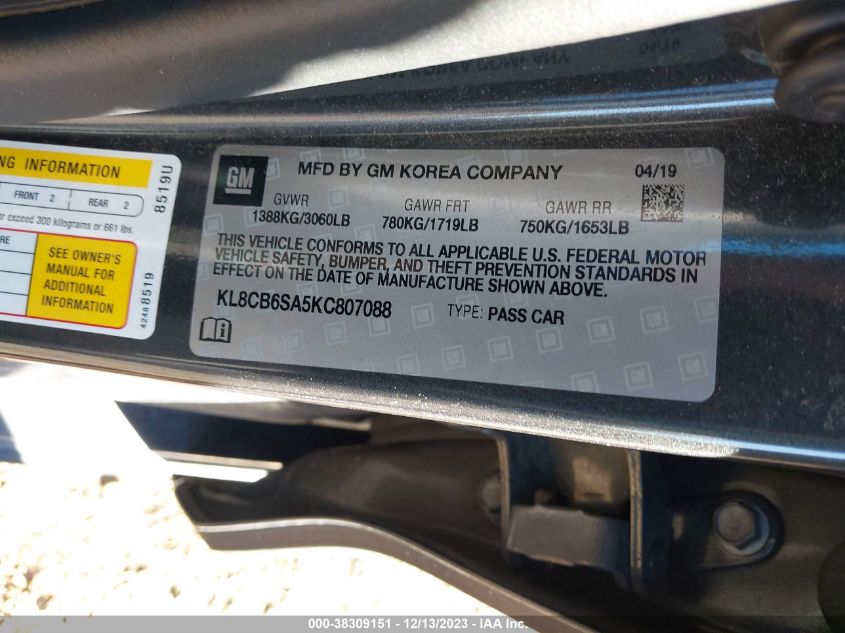 NG INFORMATION
FRONT 2
REAR 2
er exceed 300 kilograms or 661 lbs.
RE
SEE OWNER'S
MANUAL FOR
ADDITIONAL
INFORMATION
8519U
42488519
GM
MFD BY GM KOREA COMPANY
04/19
GVWR
GAWR FRT
GAWR RR
1388KG/3060LB
780KG/1719LB
750KG/1653LB
THIS VEHICLE CONFORMS TO ALL APPLICABLE U.S. FEDERAL MOTOR
VEHICLE SAFETY, BUMPER, AND THEFT PREVENTION STANDARDS IN
EFFECT ON THE DATE OF MANUFACTURE SHOWN ABOVE.
KL8CB6SA5KC807088
TYPE: PASS CAR
000-38309151 - 12/13/2023 - IAA Inc.